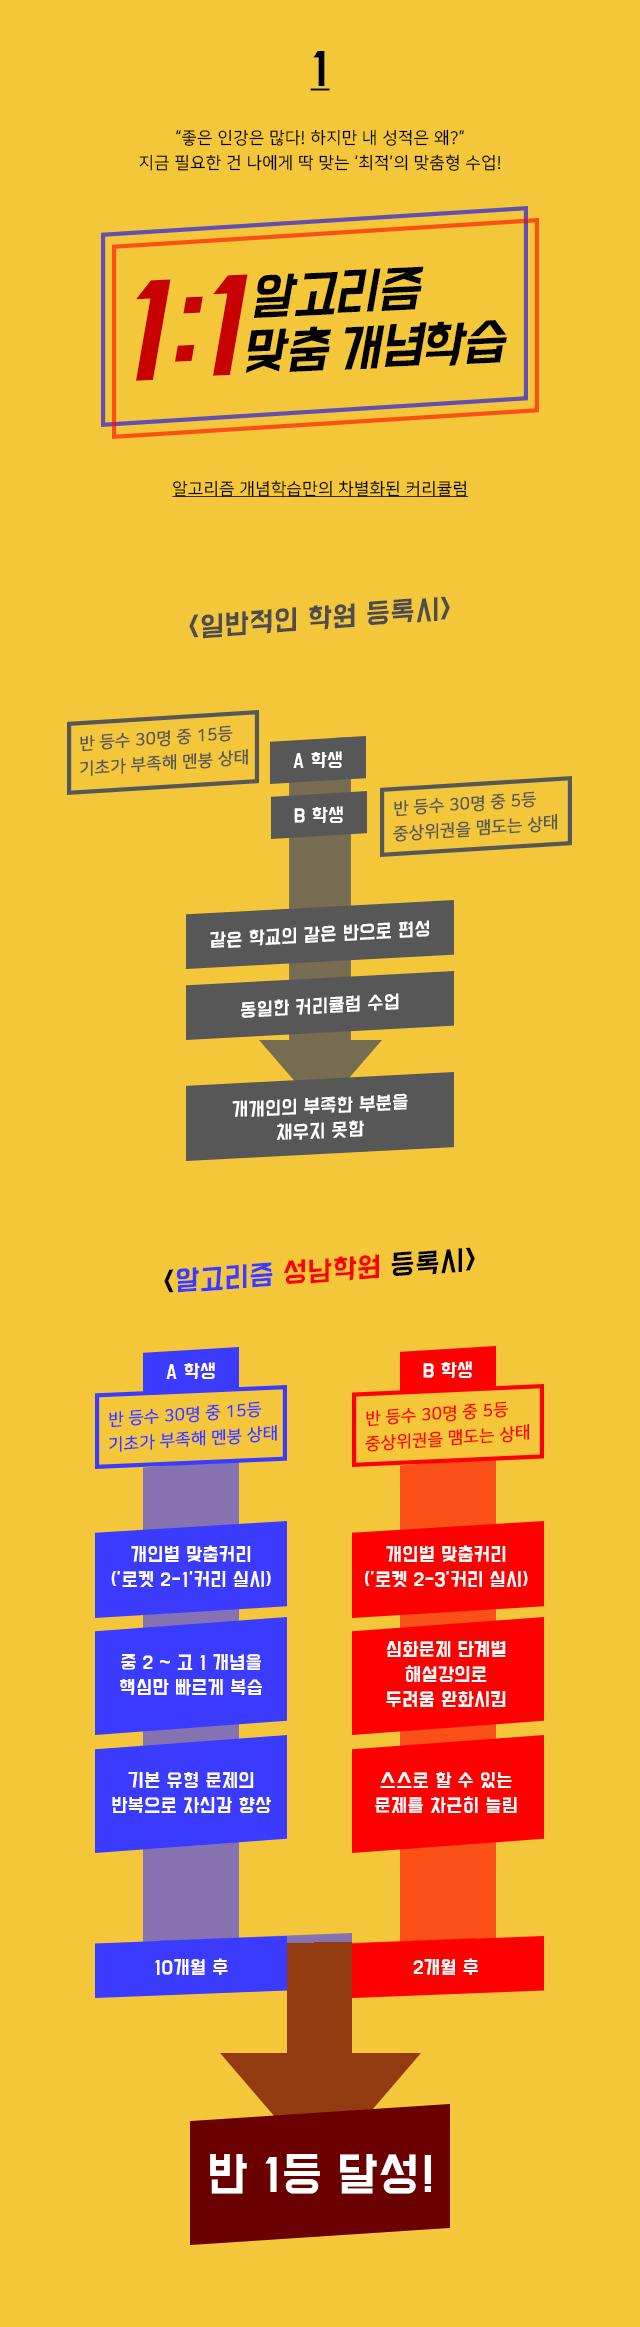 1
“좋은 인강은 많다! 하지만 내 성적은 왜?”
지금 필요한 건 나에게 딱 맞는 ‘최적’의 맞춤형 수업!
1:1 알고리즘
맞춤 개념학습
알고리즘 개념학습만의 차별화된 커리큘럼
<일반적인 학원 등록시>
반 등수 30명 중 15등
기초가 부족해 멘붕 상태
A 학생
B 학생
반 등수 30명 중 5등
중상위권을 맴도는 상태
같은 학교의 같은 반으로 편성
동일한 커리큘럼 수업
개개인의 부족한 부분을
채우지 못함
<알고리즘 성남학원 등록시>
A 학생
반 등수 30명 중 15등
기초가 부족해 멘붕 상태
개인별 맞춤커리
('로켓 2-1'커리 실시)
중 2 ~ 고 1 개념을
핵심만 빠르게 복습
기본 유형 문제의
반복으로 자신감 향상
10개월 후
B 학생
반 등수 30명 중 5등
중상위권을 맴도는 상태
개인별 맞춤커리
('로켓 2-3'커리 실시)
심화문제 단계별
해설강의로
두려움 완화시킴
스스로 할 수 있는
문제를 차근히 늘림
2개월 후
반 1등 달성!